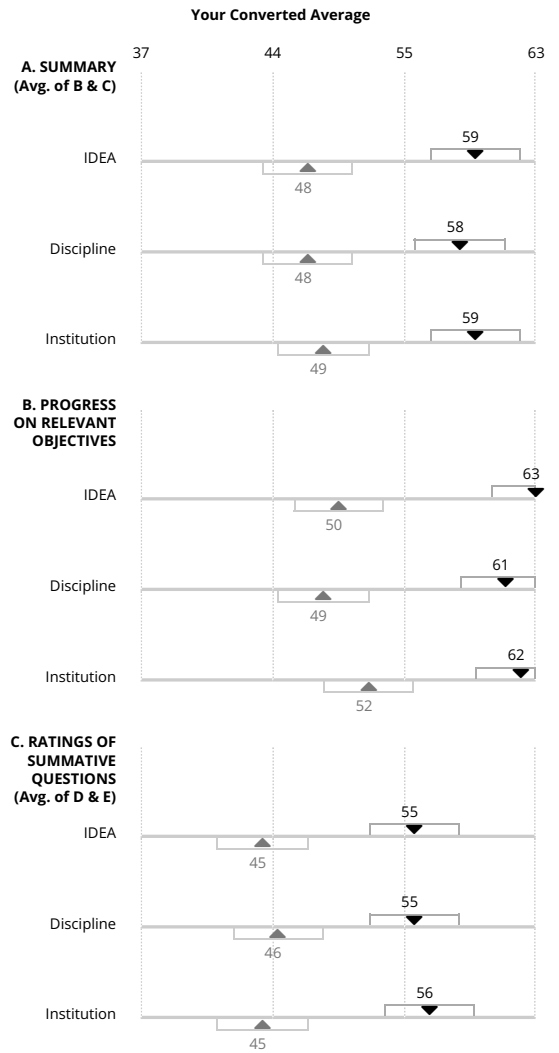 Your Converted Average
37 44 55 63
A. SUMMARY
(Avg. of B & C)
59
IDEA
48
58
Discipline
48
59
Institution
49
B. PROGRESS
ON RELEVANT
OBJECTIVES
63
IDEA
50
61
Discipline
49
62
Institution
52
C. RATINGS OF
SUMMATIVE
QUESTIONS
(Avg. of D & E)
55
IDEA
45
55
Discipline
46
56
Institution
45